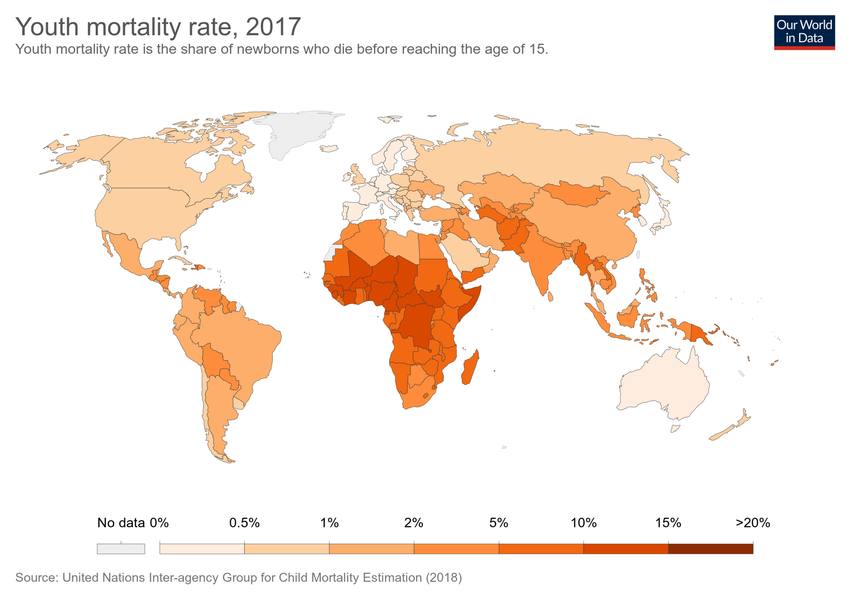 Youth mortality rate, 2017
Youth mortality rate is the share of newborns who die before reaching the age of 15.
Our World
in Data
No data 0% 0.5% 1% 2% 5% 10% 15% >20%
Source: United Nations Inter-agency Group for Child Mortality Estimation (2018)